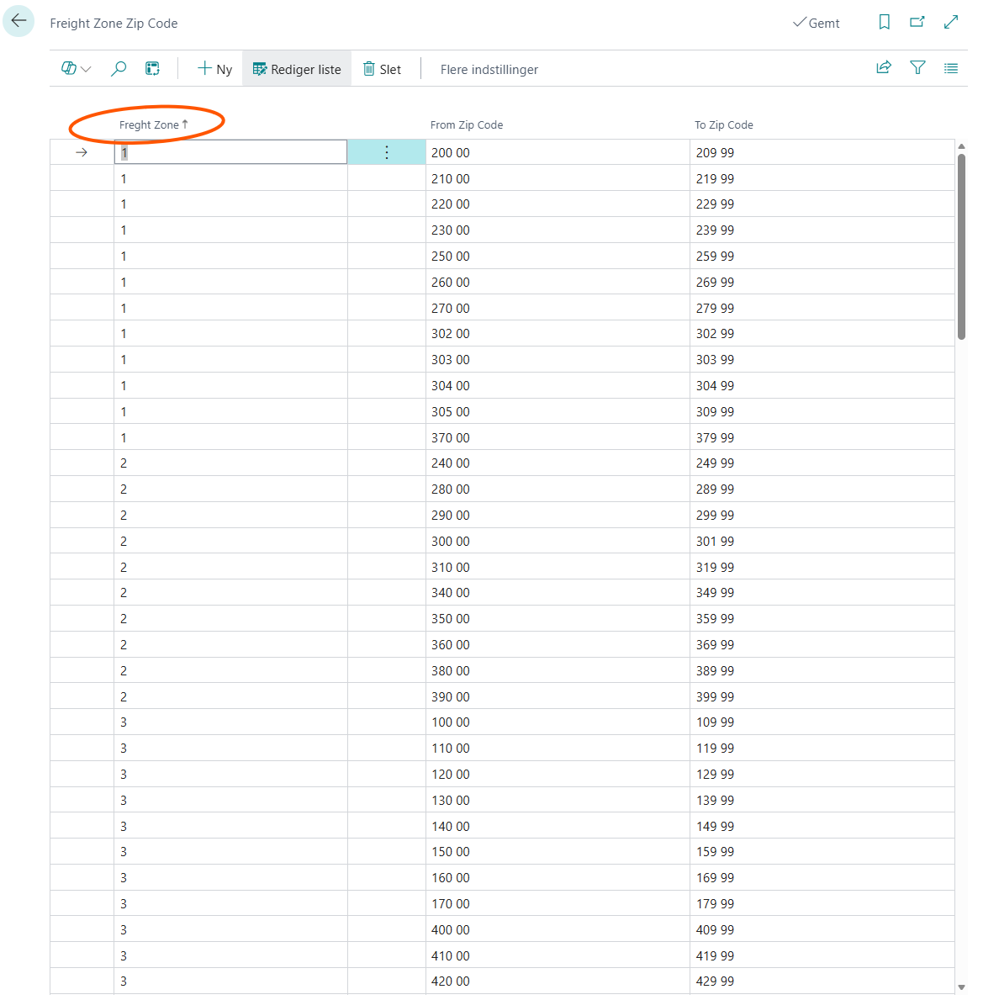 Freight Zone Zip Code
Gemt
Ny Rediger liste Slet Flere indstillinger
Freght Zone ↑ From Zip Code To Zip Code
1 200 00 209 99
1 210 00 219 99
1 220 00 229 99
1 230 00 239 99
1 250 00 259 99
1 260 00 269 99
1 270 00 279 99
1 302 00 302 99
1 303 00 303 99
1 304 00 304 99
1 305 00 309 99
1 370 00 379 99
2 240 00 249 99
2 280 00 289 99
2 290 00 299 99
2 300 00 301 99
2 310 00 319 99
2 340 00 349 99
2 350 00 359 99
2 360 00 369 99
2 380 00 389 99
2 390 00 399 99
3 100 00 109 99
3 110 00 119 99
3 120 00 129 99
3 130 00 139 99
3 140 00 149 99
3 150 00 159 99
3 160 00 169 99
3 170 00 179 99
3 400 00 409 99
3 410 00 419 99
3 420 00 429 99